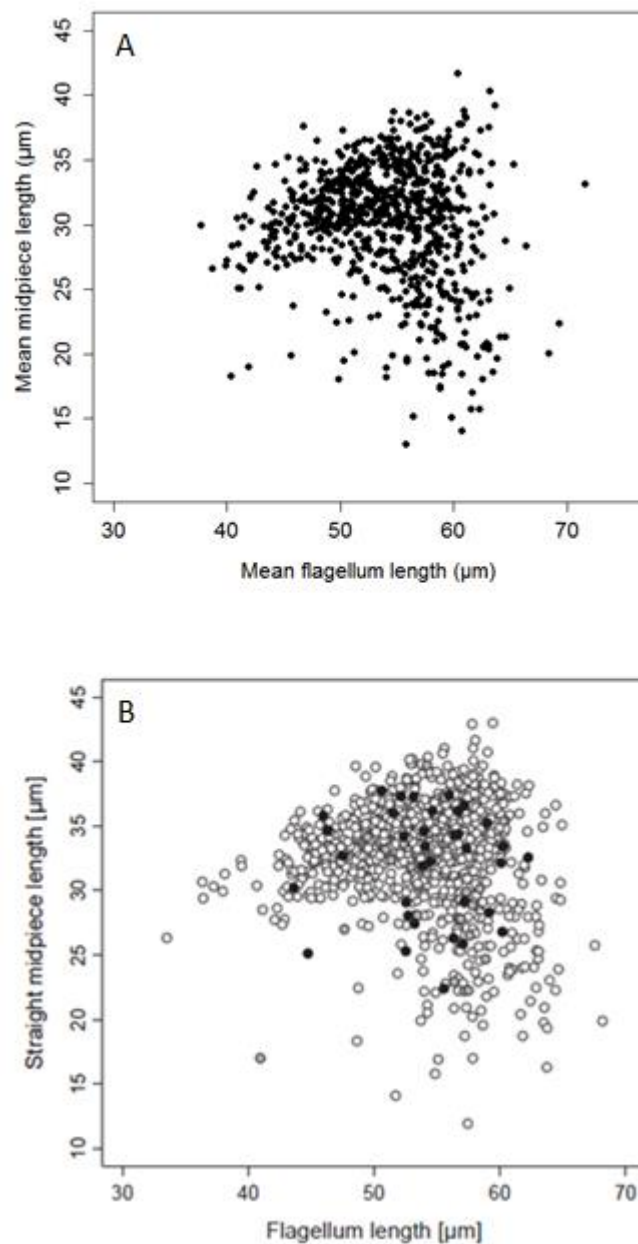 A
45
40
35
30
25
20
15
10
Mean midpiece length (µm)
30 40 50 60 70
Mean flagellum length (µm)
B
45
40
35
30
25
20
15
10
Straight midpiece length [µm]
30 40 50 60 70
Flagellum length [µm]